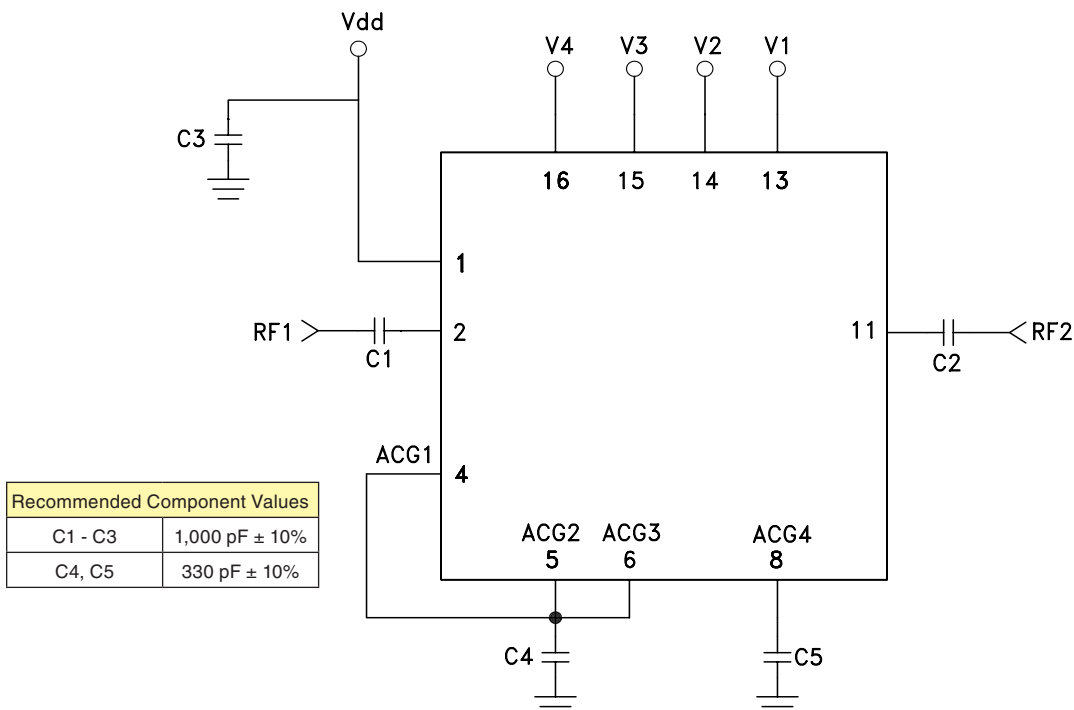 Vdd
V4 V3 V2 V1
C3
16 15 14 13
1
RF1 C1 2
11 C2 RF2
ACG1 4
Recommended Component Values
C1 - C3 1,000 pF ± 10%
C4, C5 330 pF ± 10%
ACG2 ACG3 ACG4
5 6 8
C4 C5